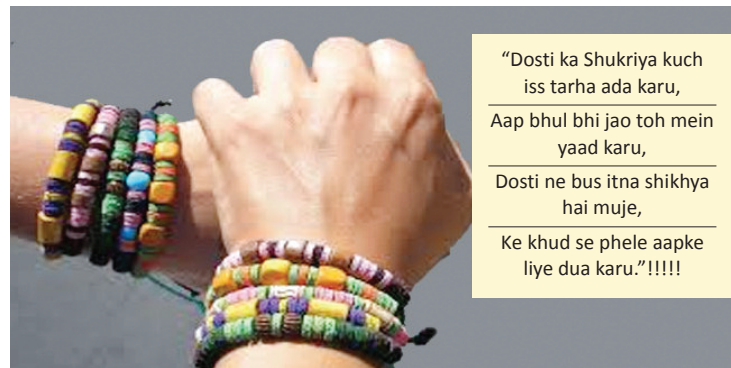 “Dosti ka Shukriya kuch
iss tarha ada karu,
Aap bhul bhi jao toh mein
yaad karu,
Dosti ne bus itna shikhya
hai muje,
Ke khud se phele aapke
liye dua karu.”!!!!!